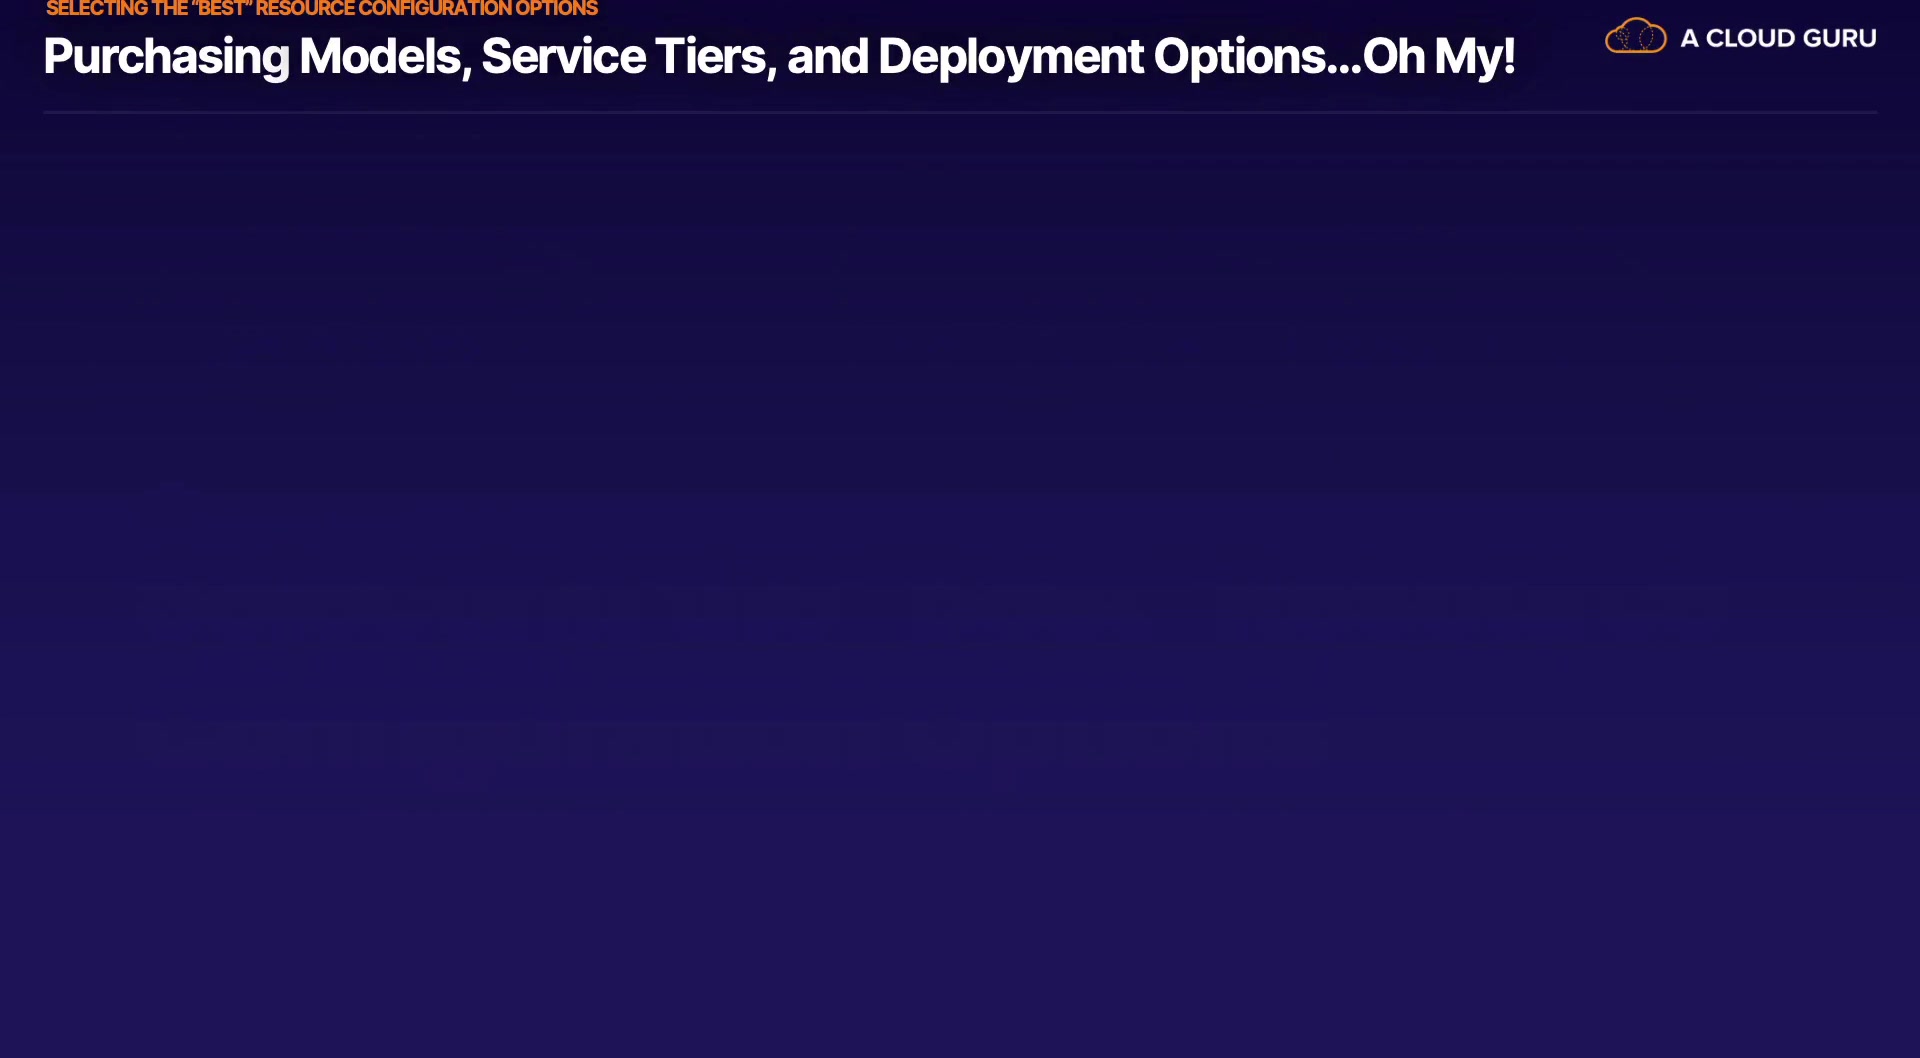 SELECTING THE “BEST” RESOURCE CONFIGURATION OPTIONS
Purchasing Models, Service Tiers, and Deployment Options...Oh My!
A CLOUD GURU